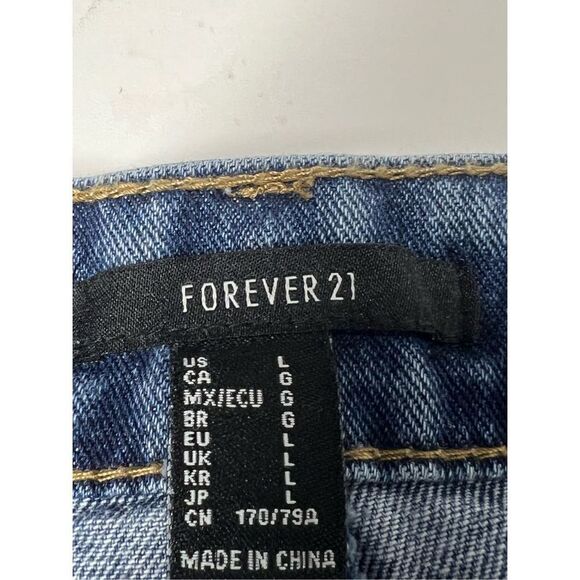 FOREVER 21
US L
CA G
MX/ECU G
BR G
EU L
UK L
KR L
JP L
CN 170/79A
MADE IN CHINA